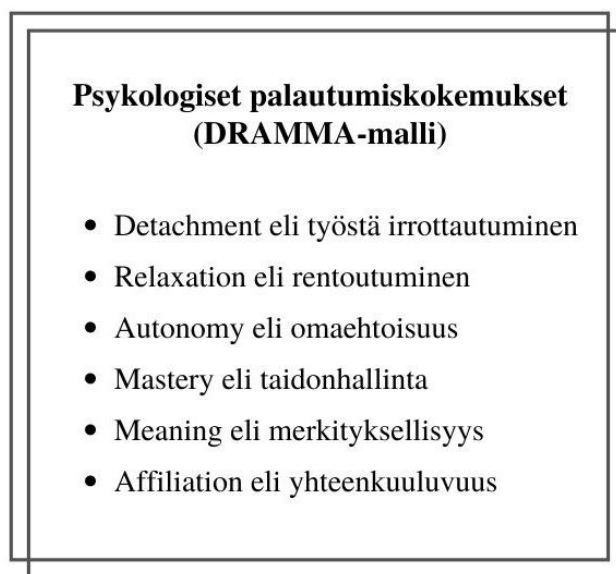 Psykologiset palautumiskokemukset
(DRAMMA-malli)
• Detachment eli työstä irrottautuminen
• Relaxation eli rentoutuminen
• Autonomy eli omaehtoisuus
• Mastery eli taidonhallinta
• Meaning eli merkityksellisyys
• Affiliation eli yhteenkuuluvuus